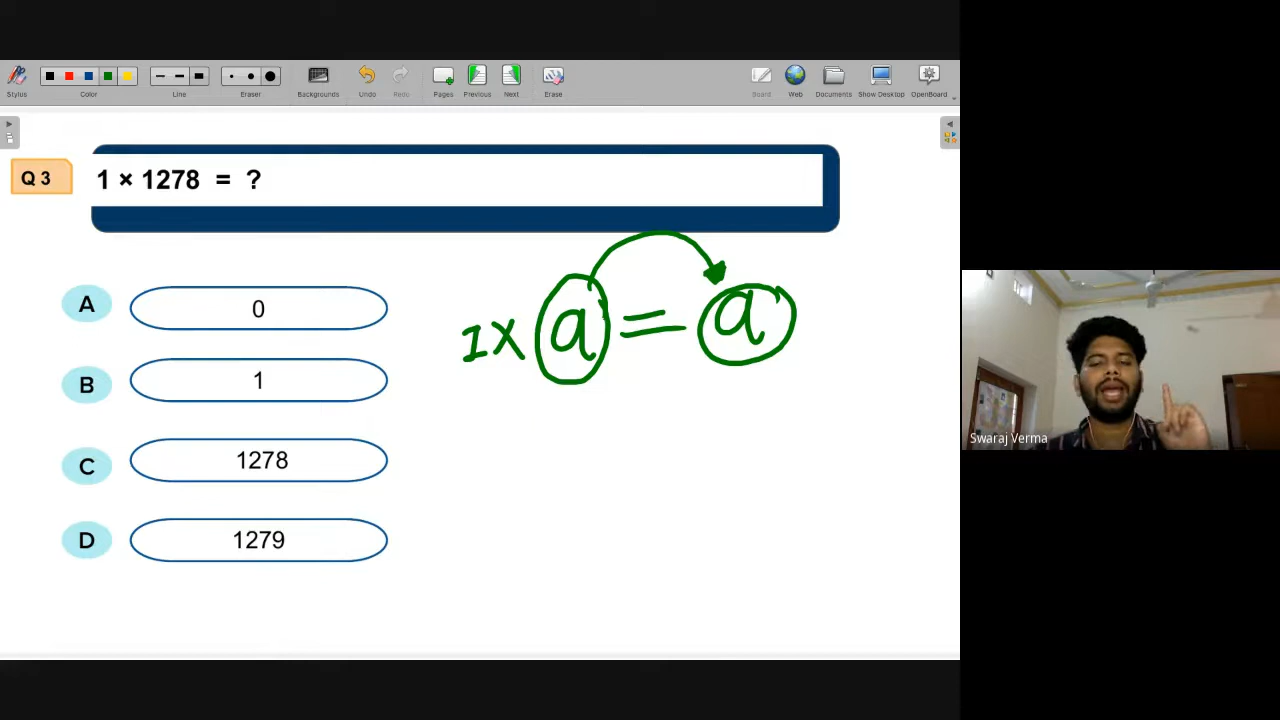 Stylus
Color
Line
Eraser
Backgrounds
Undo
Redo
Pages
Previous
Next
Erase
Board
Web
Documents
Show Desktop
OpenBoard
Q 3
1 × 1278 = ?
1 x a = a
A 0
B 1
C 1278
D 1279
Swaraj Verma